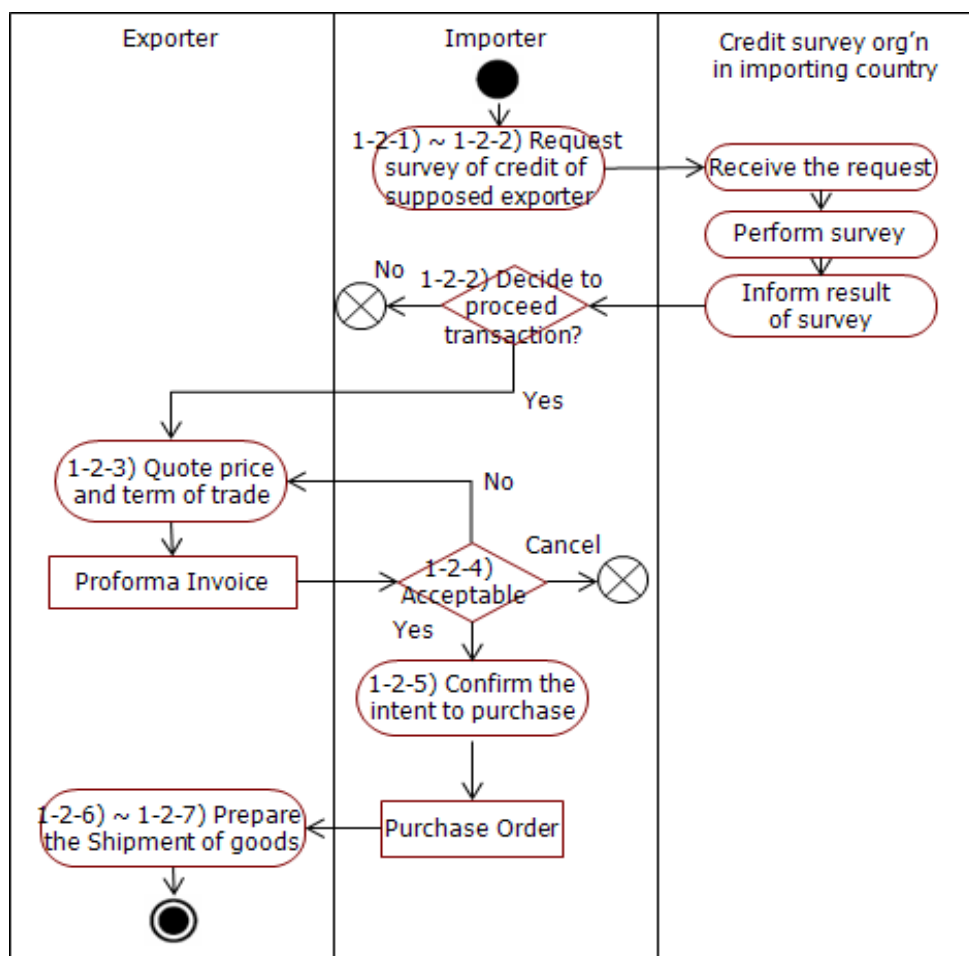 Exporter
Importer
Credit survey org'n
in importing country
1-2-1) ~ 1-2-2) Request
survey of credit of
supposed exporter
Receive the request
Perform survey
Inform result
of survey
No
1-2-2) Decide to
proceed
transaction?
Yes
1-2-3) Quote price
and term of trade
No
Proforma Invoice
1-2-4)
Acceptable
Cancel
Yes
1-2-5) Confirm the
intent to purchase
Purchase Order
1-2-6) ~ 1-2-7) Prepare
the Shipment of goods